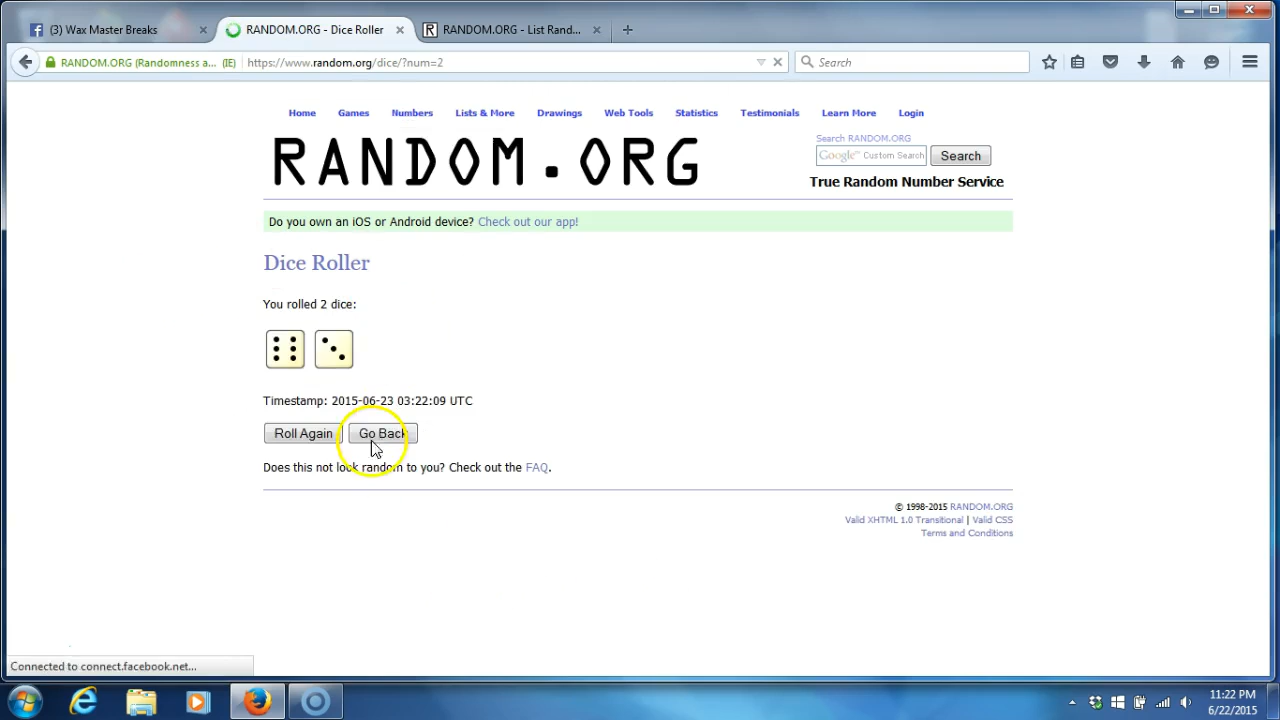 (3) Wax Master Breaks
RANDOM.ORG - Dice Roller
RANDOM.ORG - List Rand...
RANDOM.ORG (Randomness a... (IE)
https://www.random.org/dice/?num=2
Search
Home Games Numbers Lists & More Drawings Web Tools Statistics Testimonials Learn More Login
RANDOM.ORG
Search RANDOM.ORG
Google™ Custom Search
Search
True Random Number Service
Do you own an iOS or Android device? Check out our app!
Dice Roller
You rolled 2 dice:
Timestamp: 2015-06-23 03:22:09 UTC
Roll Again
Go Back
Does this not look random to you? Check out the FAQ.
© 1998-2015 RANDOM.ORG
Valid XHTML 1.0 Transitional | Valid CSS
Terms and Conditions
Connected to connect.facebook.net...
11:22 PM
6/22/2015